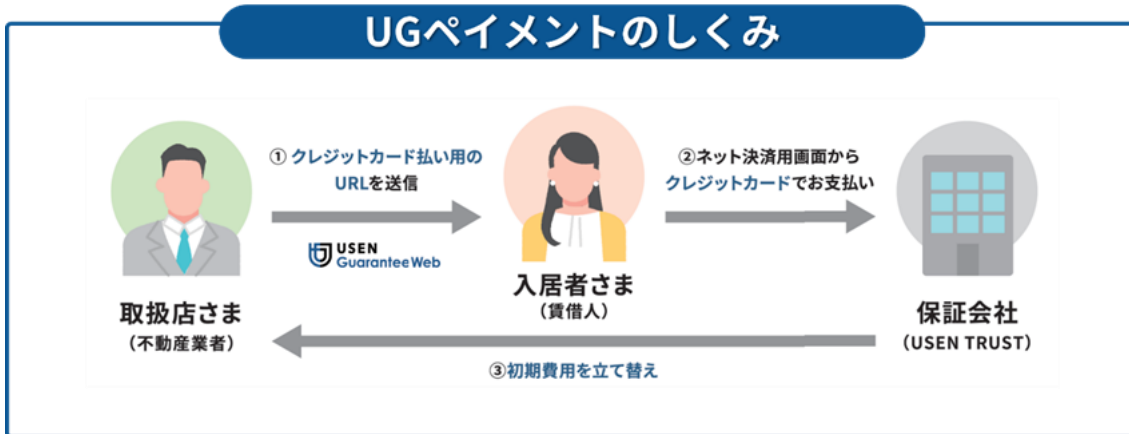 UGペイメントのしくみ
① クレジットカード払い用の
URLを送信
USEN
Guarantee Web
②ネット決済用画面から
クレジットカードでお支払い
取扱店さま
（不動産業者）
入居者さま
（賃借人）
保証会社
（USEN TRUST）
③初期費用を立て替え